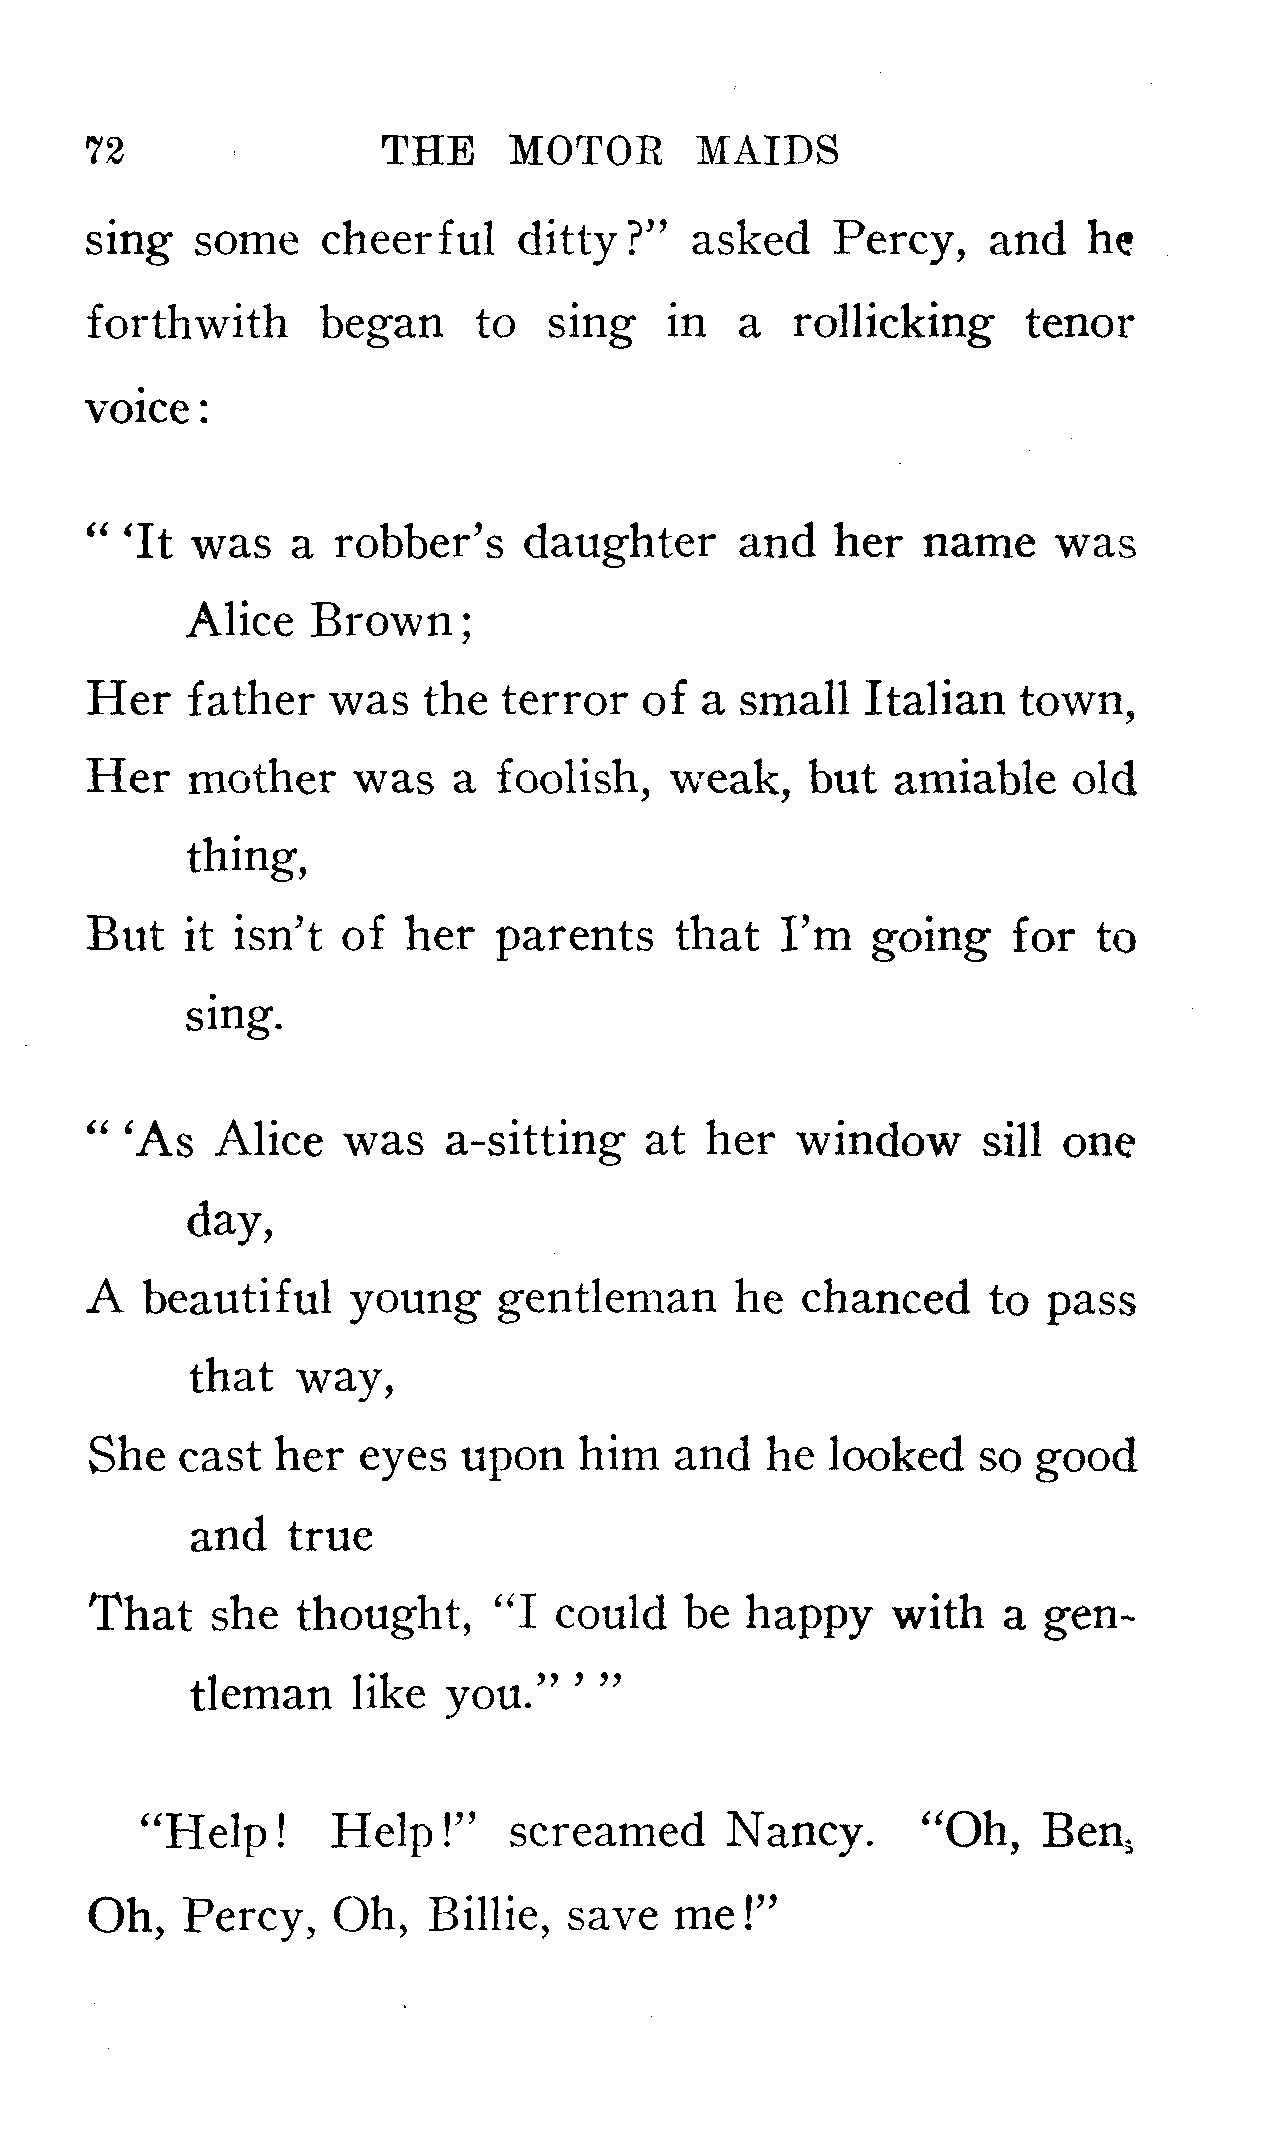 72 THE MOTOR MAIDS
sing some cheerful ditty?" asked Percy, and he
forthwith began to sing in a rollicking tenor
voice:
" 'It was a robber's daughter and her name was
Alice Brown;
Her father was the terror of a small Italian town,
Her mother was a foolish, weak, but amiable old
thing,
But it isn't of her parents that I'm going for to
sing.
" 'As Alice was a-sitting at her window sill one
day,
A beautiful young gentleman he chanced to pass
that way,
She cast her eyes upon him and he looked so good
and true
That she thought, "I could be happy with a gen-
tleman like you." ' "
"Help! Help!" screamed Nancy. "Oh, Ben,
Oh, Percy, Oh, Billie, save me!"